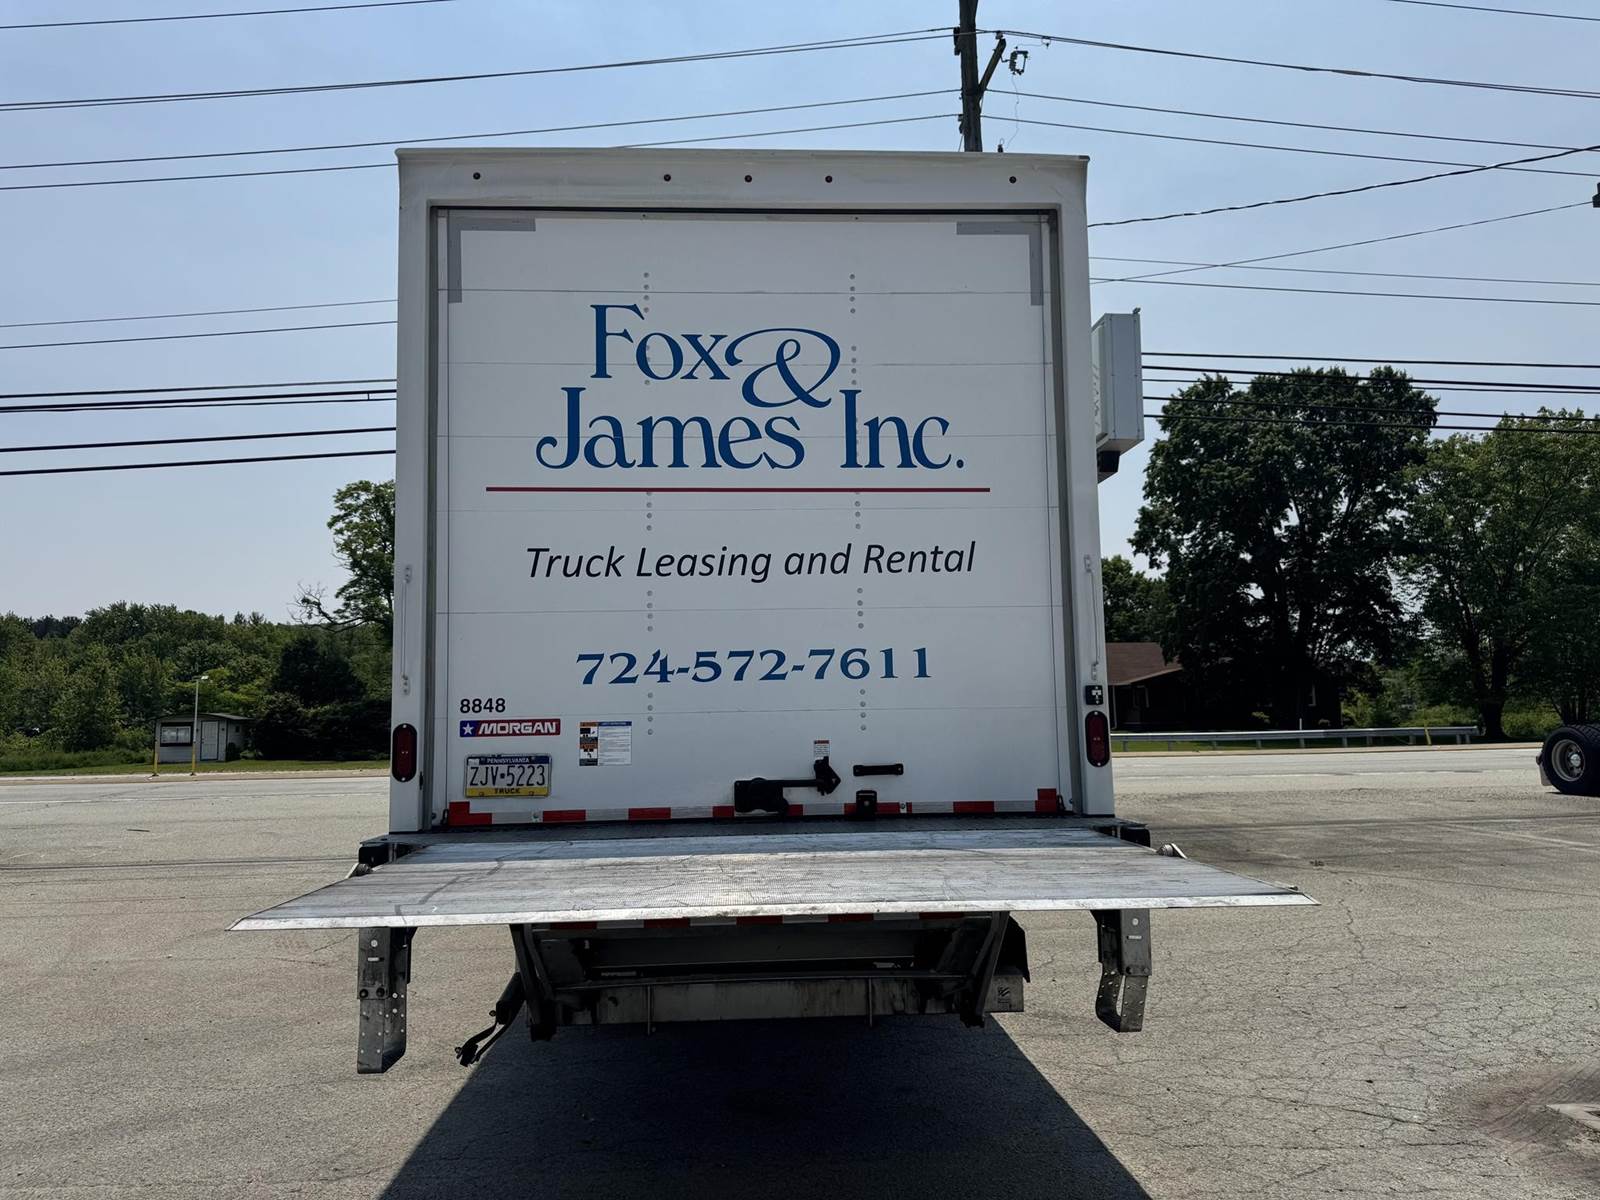 Fox &
James Inc.
Truck Leasing and Rental
724-572-7611
8848
MORGAN
PENNSYLVANIA
ZJV-5223
TRUCK